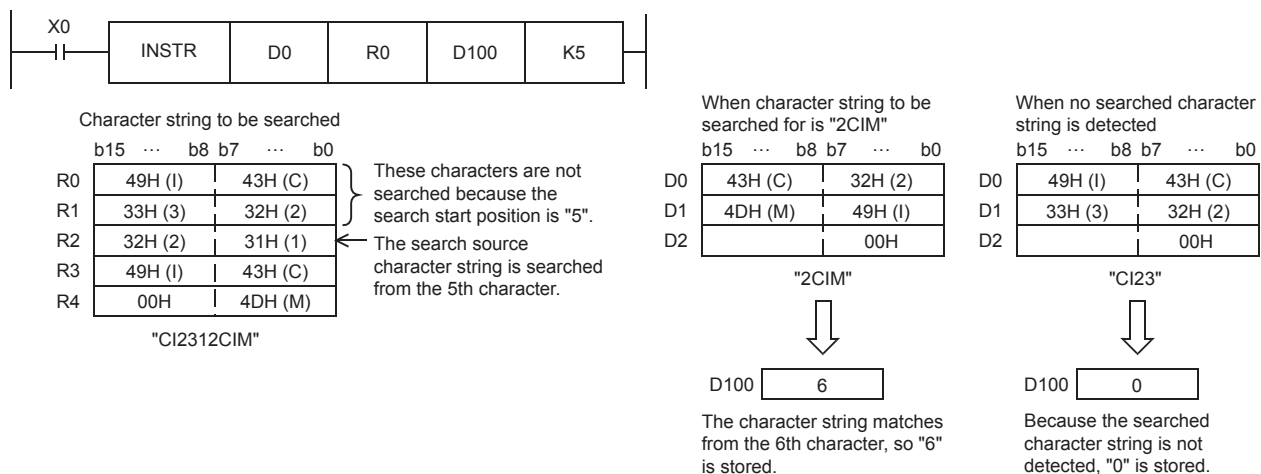 X0
INSTR D0 R0 D100 K5
Character string to be searched
b15 ··· b8 b7 ··· b0
R0 49H (I) 43H (C)
R1 33H (3) 32H (2)
R2 32H (2) 31H (1)
R3 49H (I) 43H (C)
R4 00H 4DH (M)
"CI2312CIM"
These characters are not
searched because the
search start position is "5".
The search source
character string is searched
from the 5th character.
When character string to be
searched for is "2CIM"
b15 ··· b8 b7 ··· b0
D0 43H (C) 32H (2)
D1 4DH (M) 49H (I)
D2 00H
"2CIM"
D100 6
The character string matches
from the 6th character, so "6"
is stored.
When no searched character
string is detected
b15 ··· b8 b7 ··· b0
D0 49H (I) 43H (C)
D1 33H (3) 32H (2)
D2 00H
"CI23"
D100 0
Because the searched
character string is not
detected, "0" is stored.